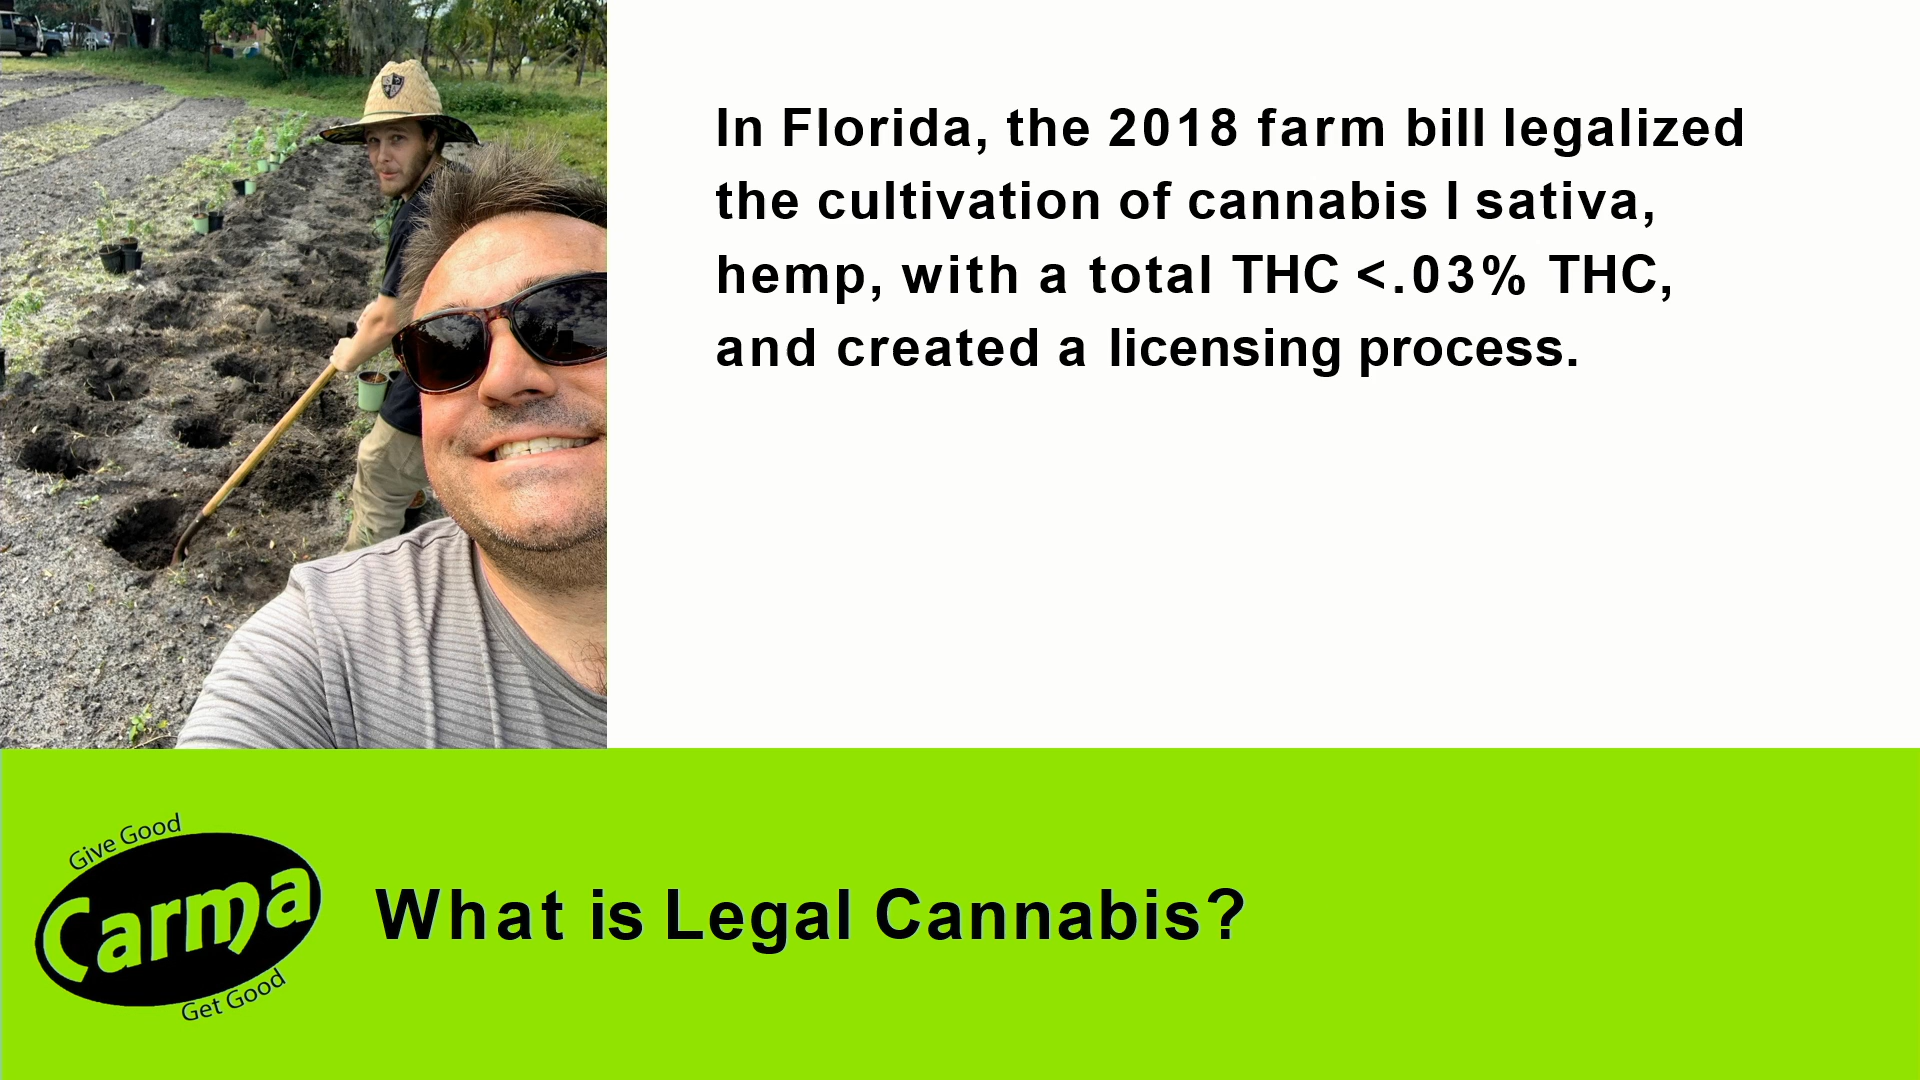 In Florida, the 2018 farm bill legalized
the cultivation of cannabis l sativa,
hemp, with a total THC <.03% THC,
and created a licensing process.
Give Good
Carma
Get Good
What is Legal Cannabis?